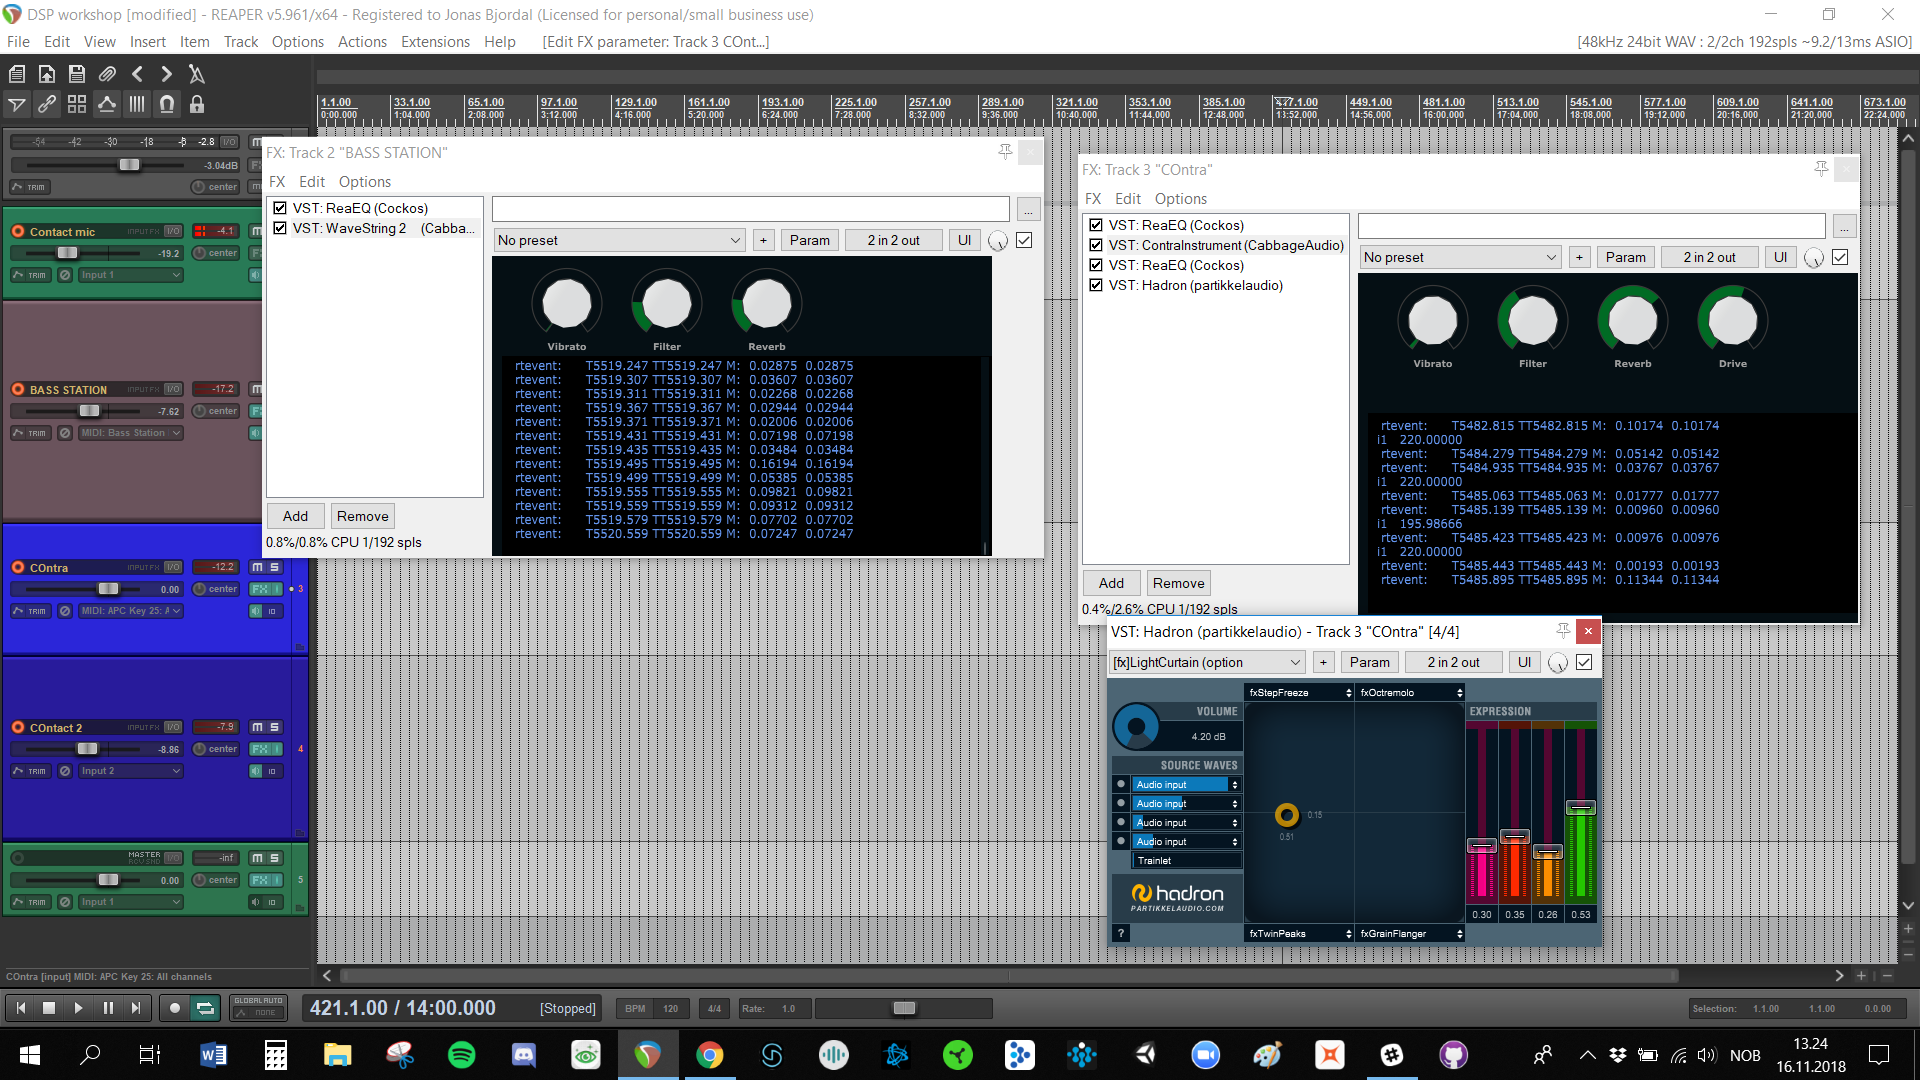 DSP workshop [modified] - REAPER v5.961/x64 - Registered to Jonas Bjordal (Licensed for personal/small business use)
File Edit View Insert Item Track Options Actions Extensions Help [Edit FX parameter: Track 3 COnt...] [48kHz 24bit WAV : 2/2ch 192spls ~9.2/13ms ASIO]
1.1.00 33.1.00 65.1.00 97.1.00 129.1.00 161.1.00 193.1.00 225.1.00 257.1.00 289.1.00 321.1.00 353.1.00 385.1.00 449.1.00 481.1.00 513.1.00 545.1.00 577.1.00 609.1.00 641.1.00 673.1.00
0:00.000 1:04.000 2:08.000 3:12.000 4:16.000 5:20.000 6:24.000 7:28.000 8:32.000 9:36.000 10:40.000 11:44.000 12:48.000 13:52.000 14:56.000 16:00.000 17:04.000 18:08.000 19:12.000 20:16.000 21:20.000 22:24.000
-54 -42 -30 -18 -2.8 I/O M
-3.04dB
TRIM center
Contact mic -4.1 M
-19.2 center
TRIM Input 1
BASS STATION INPUT FX I/O -17.2 M
-7.62 center
TRIM MIDI: Bass Station
COntra INPUT FX I/O -12.2 M S
0.00 center FX 3
TRIM MIDI: APC Key 25: A IO
COntact 2 INPUT FX I/O -7.9 M S
-8.86 center FX 4
TRIM Input 2 IO
MASTER I/O -inf M S
0.00 center FX 5
TRIM Input 1 IO
COntra [input] MIDI: APC Key 25: All channels
FX: Track 2 "BASS STATION"
FX Edit Options
VST: ReaEQ (Cockos)
VST: WaveString 2 (Cabba...
...
No preset + Param 2 in 2 out UI
Vibrato Filter Reverb
rtevent: T5519.247 TT5519.247 M: 0.02875 0.02875
rtevent: T5519.307 TT5519.307 M: 0.03607 0.03607
rtevent: T5519.311 TT5519.311 M: 0.02268 0.02268
rtevent: T5519.367 TT5519.367 M: 0.02944 0.02944
rtevent: T5519.371 TT5519.371 M: 0.02006 0.02006
rtevent: T5519.431 TT5519.431 M: 0.07198 0.07198
rtevent: T5519.435 TT5519.435 M: 0.03484 0.03484
rtevent: T5519.495 TT5519.495 M: 0.16194 0.16194
rtevent: T5519.499 TT5519.499 M: 0.05385 0.05385
rtevent: T5519.555 TT5519.555 M: 0.09821 0.09821
rtevent: T5519.559 TT5519.559 M: 0.09312 0.09312
rtevent: T5519.579 TT5519.579 M: 0.07702 0.07702
rtevent: T5520.559 TT5520.559 M: 0.07247 0.07247
Add Remove
0.8%/0.8% CPU 1/192 spls
FX: Track 3 "COntra"
FX Edit Options
VST: ReaEQ (Cockos)
VST: ContraInstrument (CabbageAudio)
VST: ReaEQ (Cockos)
VST: Hadron (partikkelaudio)
...
No preset + Param 2 in 2 out UI
Vibrato Filter Reverb Drive
rtevent: T5482.815 TT5482.815 M: 0.10174 0.10174
i1 220.00000
rtevent: T5484.279 TT5484.279 M: 0.05142 0.05142
rtevent: T5484.935 TT5484.935 M: 0.03767 0.03767
i1 220.00000
rtevent: T5485.063 TT5485.063 M: 0.01777 0.01777
rtevent: T5485.139 TT5485.139 M: 0.00960 0.00960
i1 195.98666
rtevent: T5485.423 TT5485.423 M: 0.00976 0.00976
i1 220.00000
rtevent: T5485.443 TT5485.443 M: 0.00193 0.00193
rtevent: T5485.895 TT5485.895 M: 0.11344 0.11344
Add Remove
0.4%/2.6% CPU 1/192 spls
VST: Hadron (partikkelaudio) - Track 3 "COntra" [4/4]
[fx]LightCurtain (option + Param 2 in 2 out UI
fxStepFreeze fxOctremolo
VOLUME
4.20 dB
SOURCE WAVES
Audio input
Audio input
Audio input
Audio input
Trainlet
hadron
PARTIKKELAUDIO.COM
?
0.15
0.51
fxTwinPeaks fxGrainFlanger
EXPRESSION
0.30 0.35 0.26 0.53
GLOBAL AUTO
NONE
421.1.00 / 14:00.000 [Stopped] BPM 120 4/4 Rate: 1.0 Selection: 1.1.00 1.1.00 0.0.00
NOB
13.24
16.11.2018